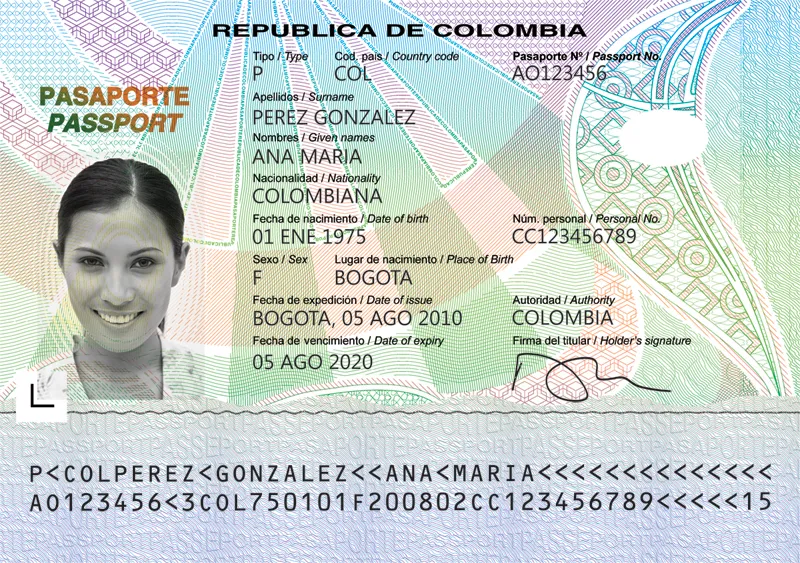 REPÚBLICA DE COLOMBIA
PASAPORTE
PASSPORT
Tipo / Type Cod. país / Country code Pasaporte Nº / Passport No.
P COL AO123456
Apellidos / Surname
PEREZ GONZALEZ
Nombres / Given names
ANA MARIA
Nacionalidad / Nationality
COLOMBIANA
Fecha de nacimiento / Date of birth Núm. personal / Personal No.
01 ENE 1975 CC123456789
Sexo / Sex Lugar de nacimiento / Place of Birth
F BOGOTA
Fecha de expedición / Date of issue Autoridad / Authority
BOGOTA, 05 AGO 2010 COLOMBIA
Fecha de vencimiento / Date of expiry Firma del titular / Holder's signature
05 AGO 2020
P<COLPEREZ<GONZALEZ<<ANA<MARIA<<<<<<<<<<<<<<
AO123456<3COL750101F200802CC123456789<<<<<15